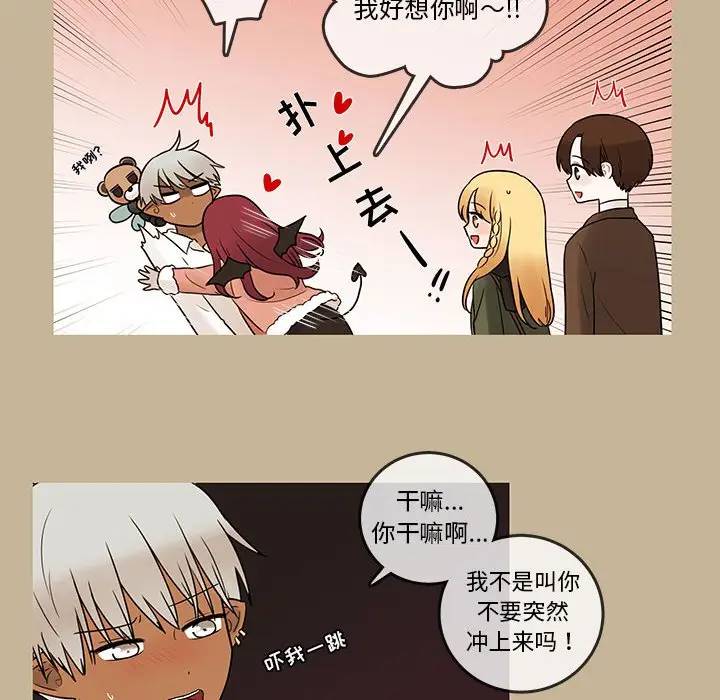 我好想你啊～!!
我咧?
扑上去—!!
干嘛...
你干嘛啊...
我不是叫你
不要突然
冲上来吗！
吓我一跳